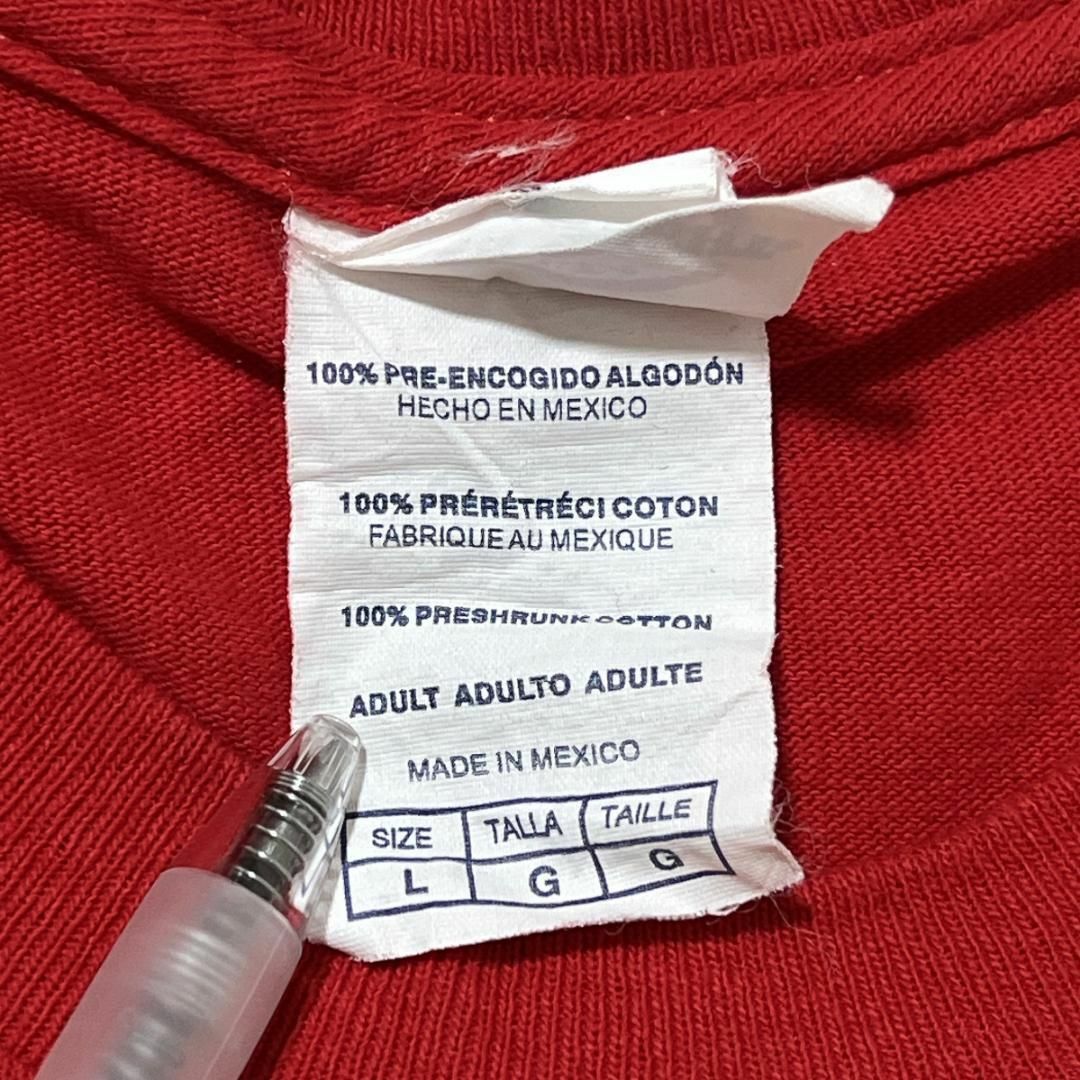 100% PRE-ENCOGIDO ALGODÓN
HECHO EN MEXICO
100% PRÉRÉTRÉCI COTON
FABRIQUE AU MEXIQUE
100% PRESHRUNK COTTON
ADULT ADULTO ADULTE
MADE IN MEXICO
SIZE TALLA TAILLE
L G G